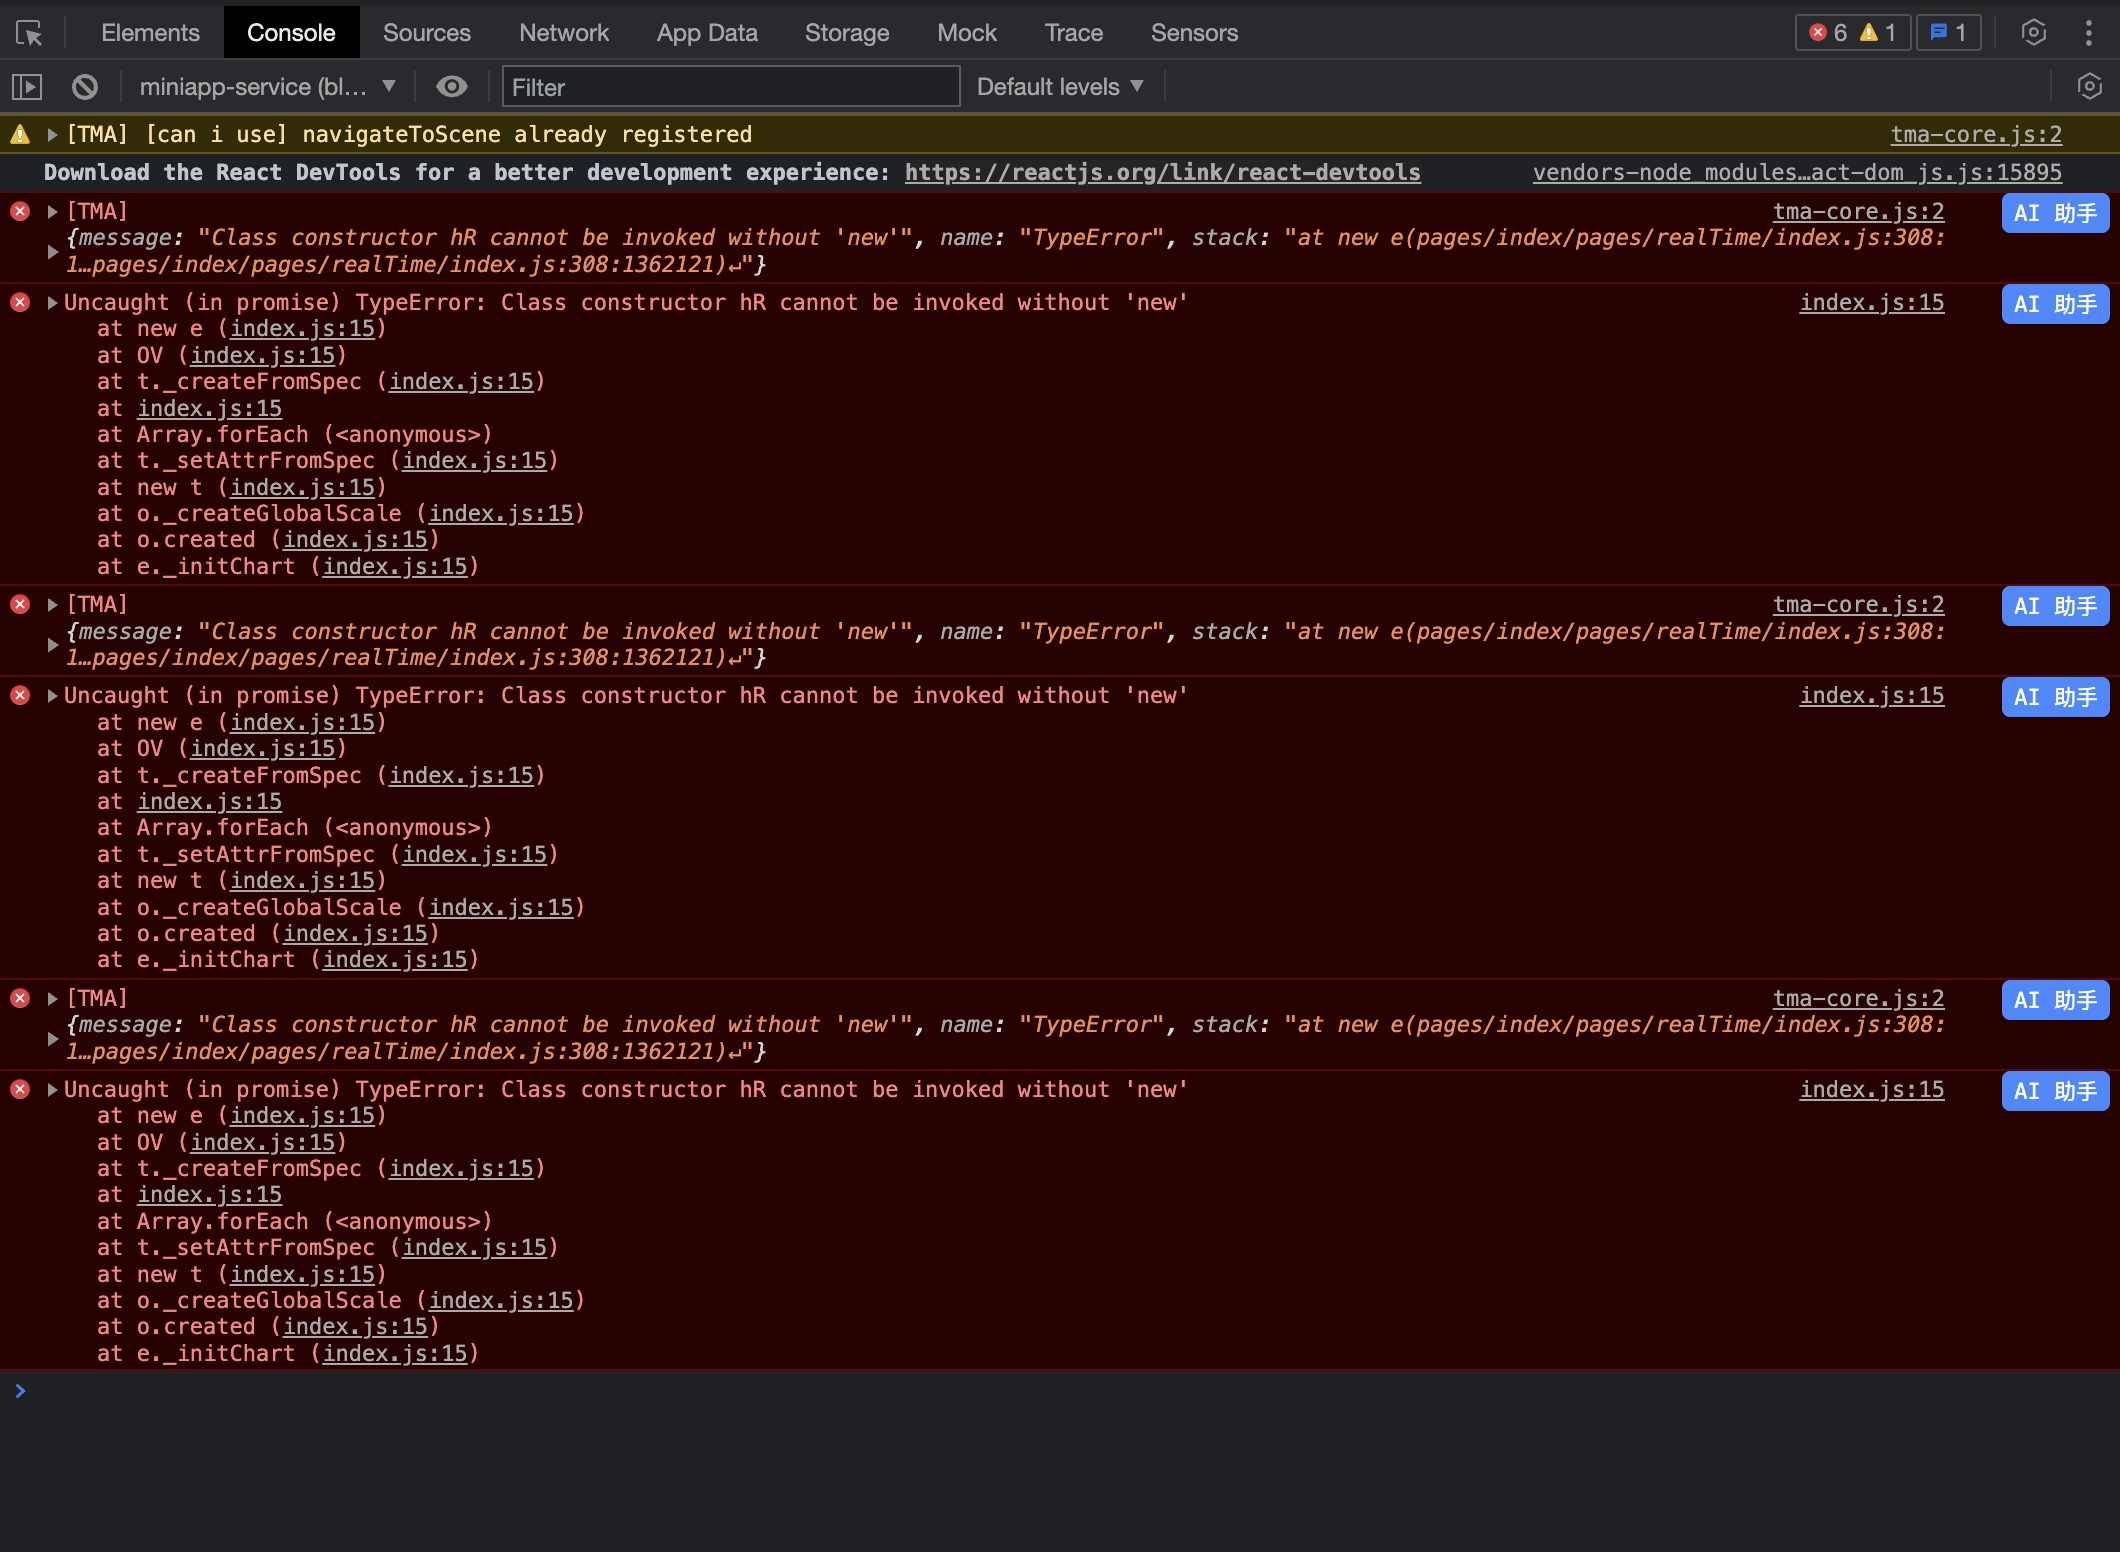 Elements Console Sources Network App Data Storage Mock Trace Sensors 6 1 1
miniapp-service (bl... Filter Default levels
[TMA] [can i use] navigateToScene already registered tma-core.js:2
Download the React DevTools for a better development experience: https://reactjs.org/link/react-devtools vendors-node_modules…act-dom_js.js:15895
[TMA] tma-core.js:2 AI 助手
{message: "Class constructor hR cannot be invoked without 'new'", name: "TypeError", stack: "at new e(pages/index/pages/realTime/index.js:308:
1…pages/index/pages/realTime/index.js:308:1362121)↵"}
Uncaught (in promise) TypeError: Class constructor hR cannot be invoked without 'new' index.js:15 AI 助手
at new e (index.js:15)
at OV (index.js:15)
at t._createFromSpec (index.js:15)
at index.js:15
at Array.forEach (<anonymous>)
at t._setAttrFromSpec (index.js:15)
at new t (index.js:15)
at o._createGlobalScale (index.js:15)
at o.created (index.js:15)
at e._initChart (index.js:15)
[TMA] tma-core.js:2 AI 助手
{message: "Class constructor hR cannot be invoked without 'new'", name: "TypeError", stack: "at new e(pages/index/pages/realTime/index.js:308:
1…pages/index/pages/realTime/index.js:308:1362121)↵"}
Uncaught (in promise) TypeError: Class constructor hR cannot be invoked without 'new' index.js:15 AI 助手
at new e (index.js:15)
at OV (index.js:15)
at t._createFromSpec (index.js:15)
at index.js:15
at Array.forEach (<anonymous>)
at t._setAttrFromSpec (index.js:15)
at new t (index.js:15)
at o._createGlobalScale (index.js:15)
at o.created (index.js:15)
at e._initChart (index.js:15)
[TMA] tma-core.js:2 AI 助手
{message: "Class constructor hR cannot be invoked without 'new'", name: "TypeError", stack: "at new e(pages/index/pages/realTime/index.js:308:
1…pages/index/pages/realTime/index.js:308:1362121)↵"}
Uncaught (in promise) TypeError: Class constructor hR cannot be invoked without 'new' index.js:15 AI 助手
at new e (index.js:15)
at OV (index.js:15)
at t._createFromSpec (index.js:15)
at index.js:15
at Array.forEach (<anonymous>)
at t._setAttrFromSpec (index.js:15)
at new t (index.js:15)
at o._createGlobalScale (index.js:15)
at o.created (index.js:15)
at e._initChart (index.js:15)